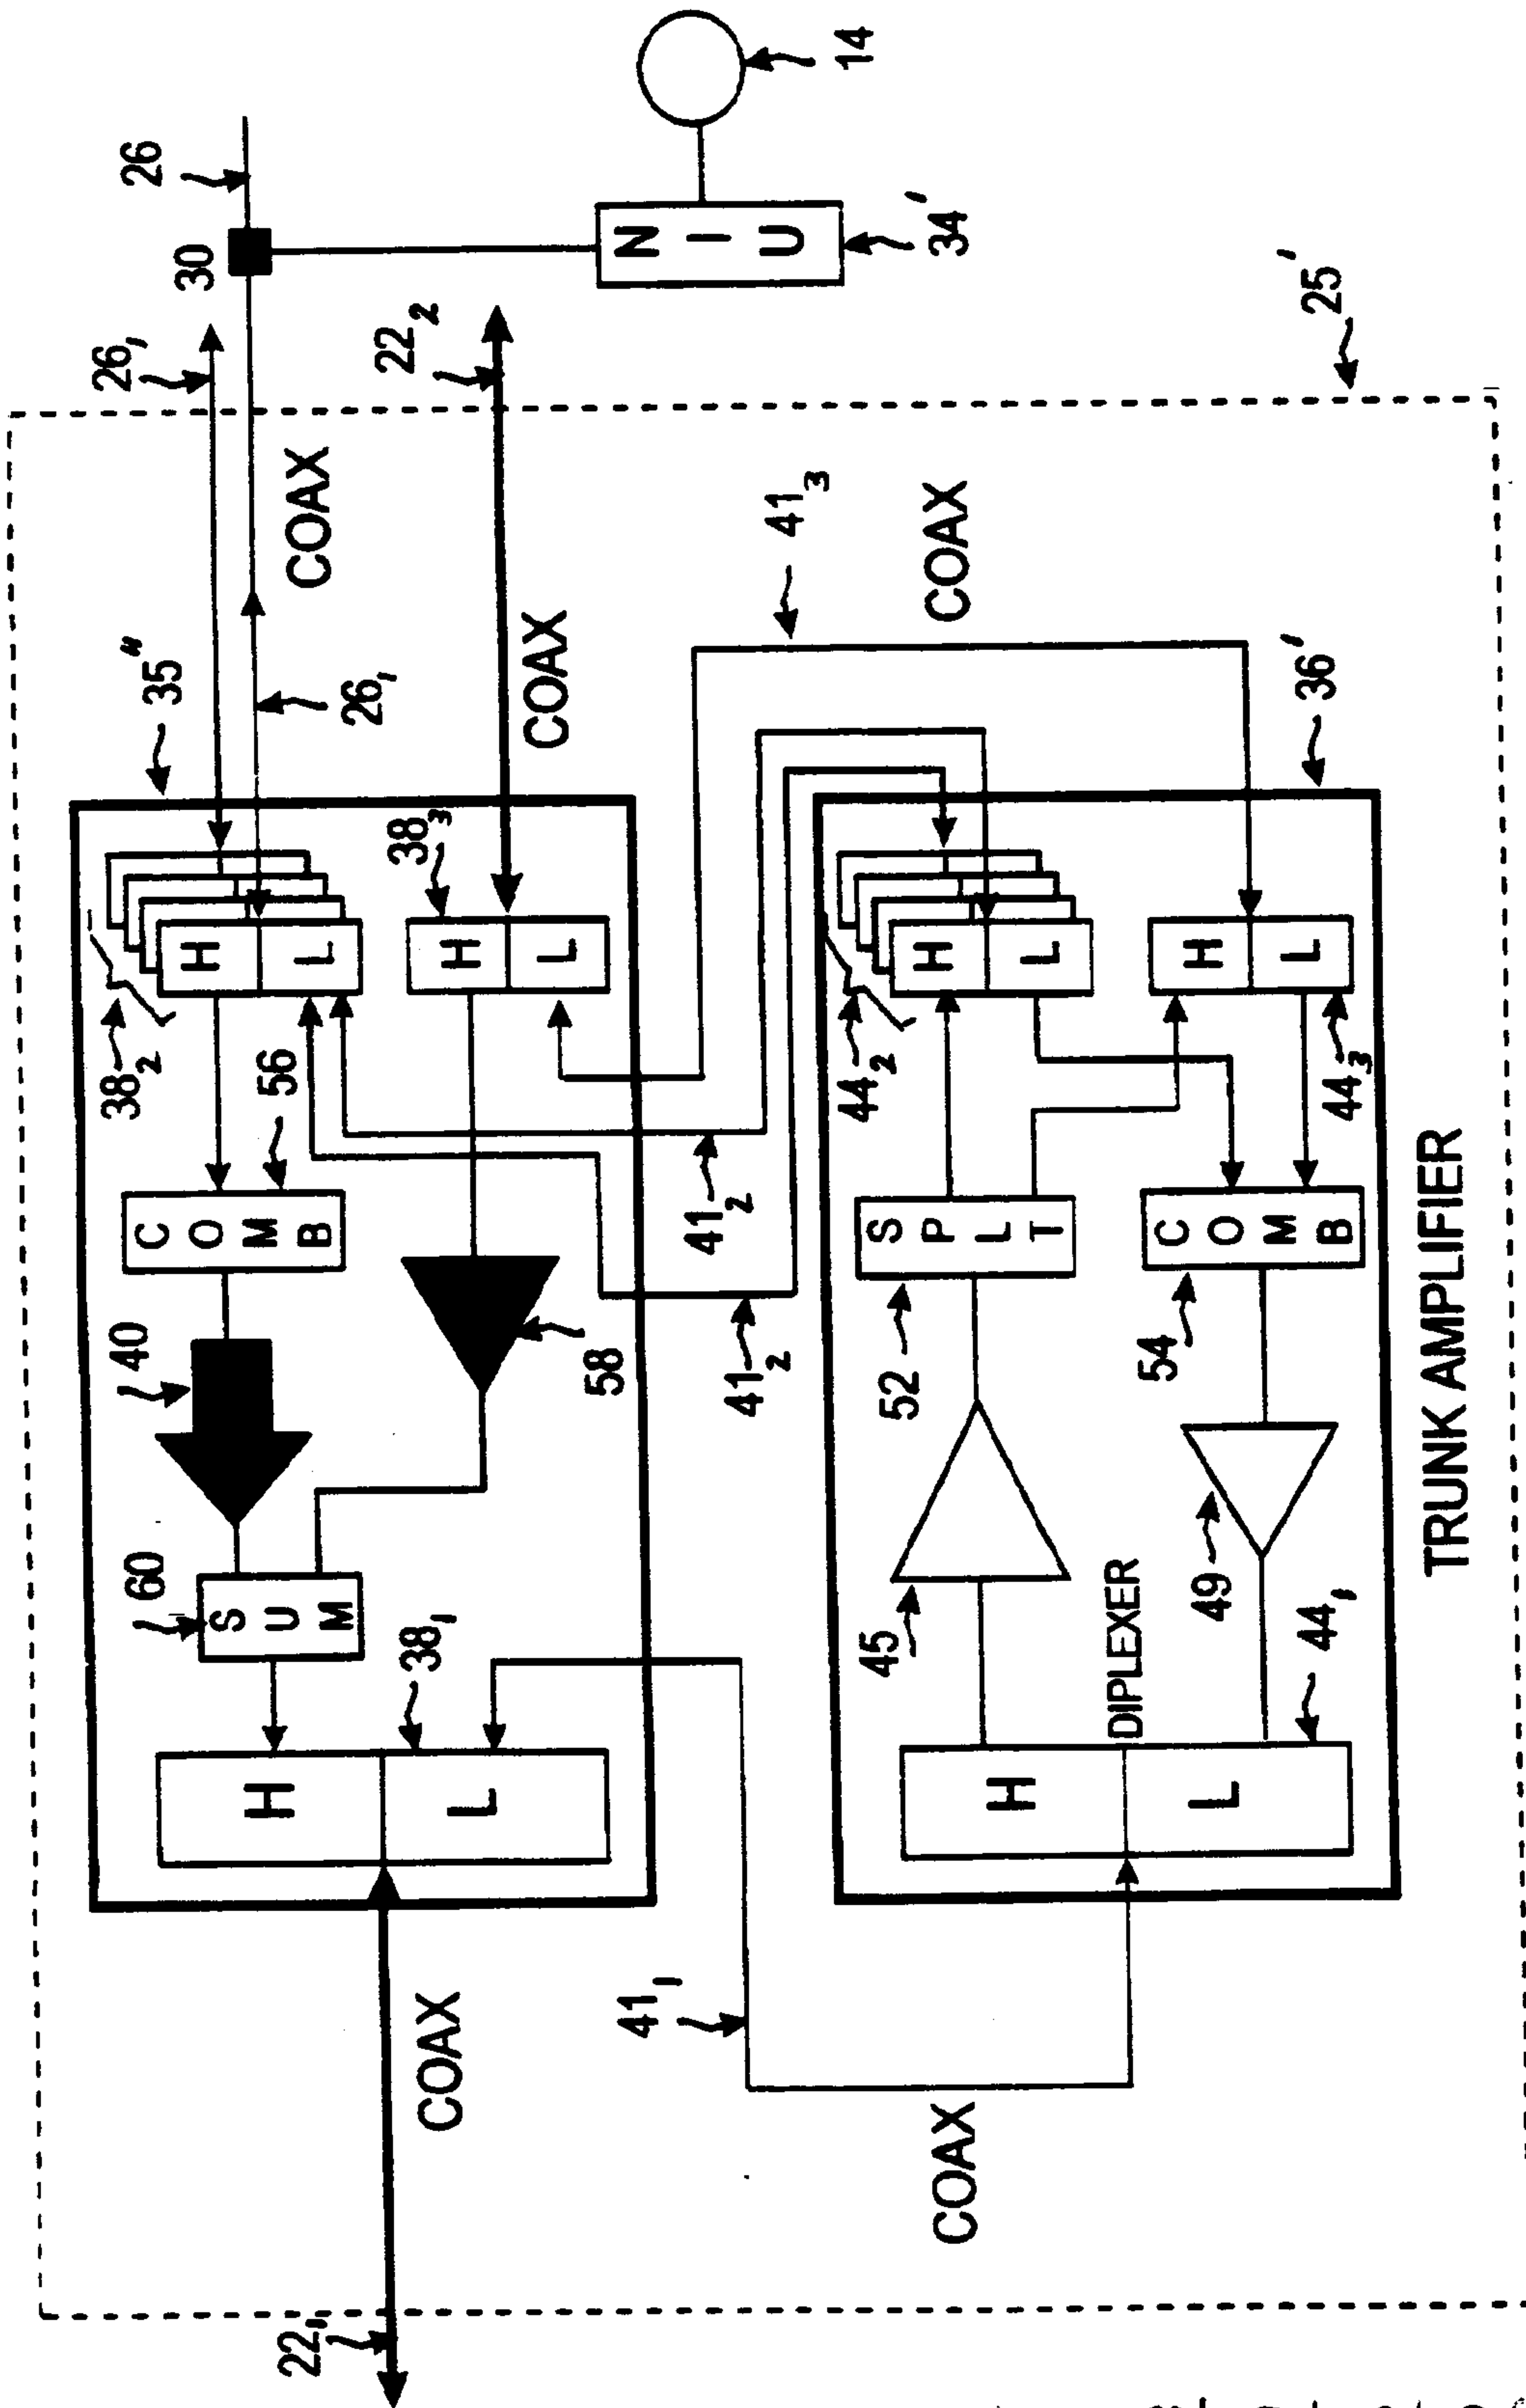 26
30
26₁
22₂
14
N I U
34'
25'
COAX
26₁
COAX
41₃
COAX
35"
36'
38₂
H
L
38₃
H
L
56
C O M B
40
58
60
S U M
38₁
H
L
41₂
41₂
44₂
H
L
H
L
44₃
52
S P L T
54
C O M B
45
49
DIPLEXER
44₁
H
L
TRUNK AMPLIFIER
22₁
COAX
41₁
COAX